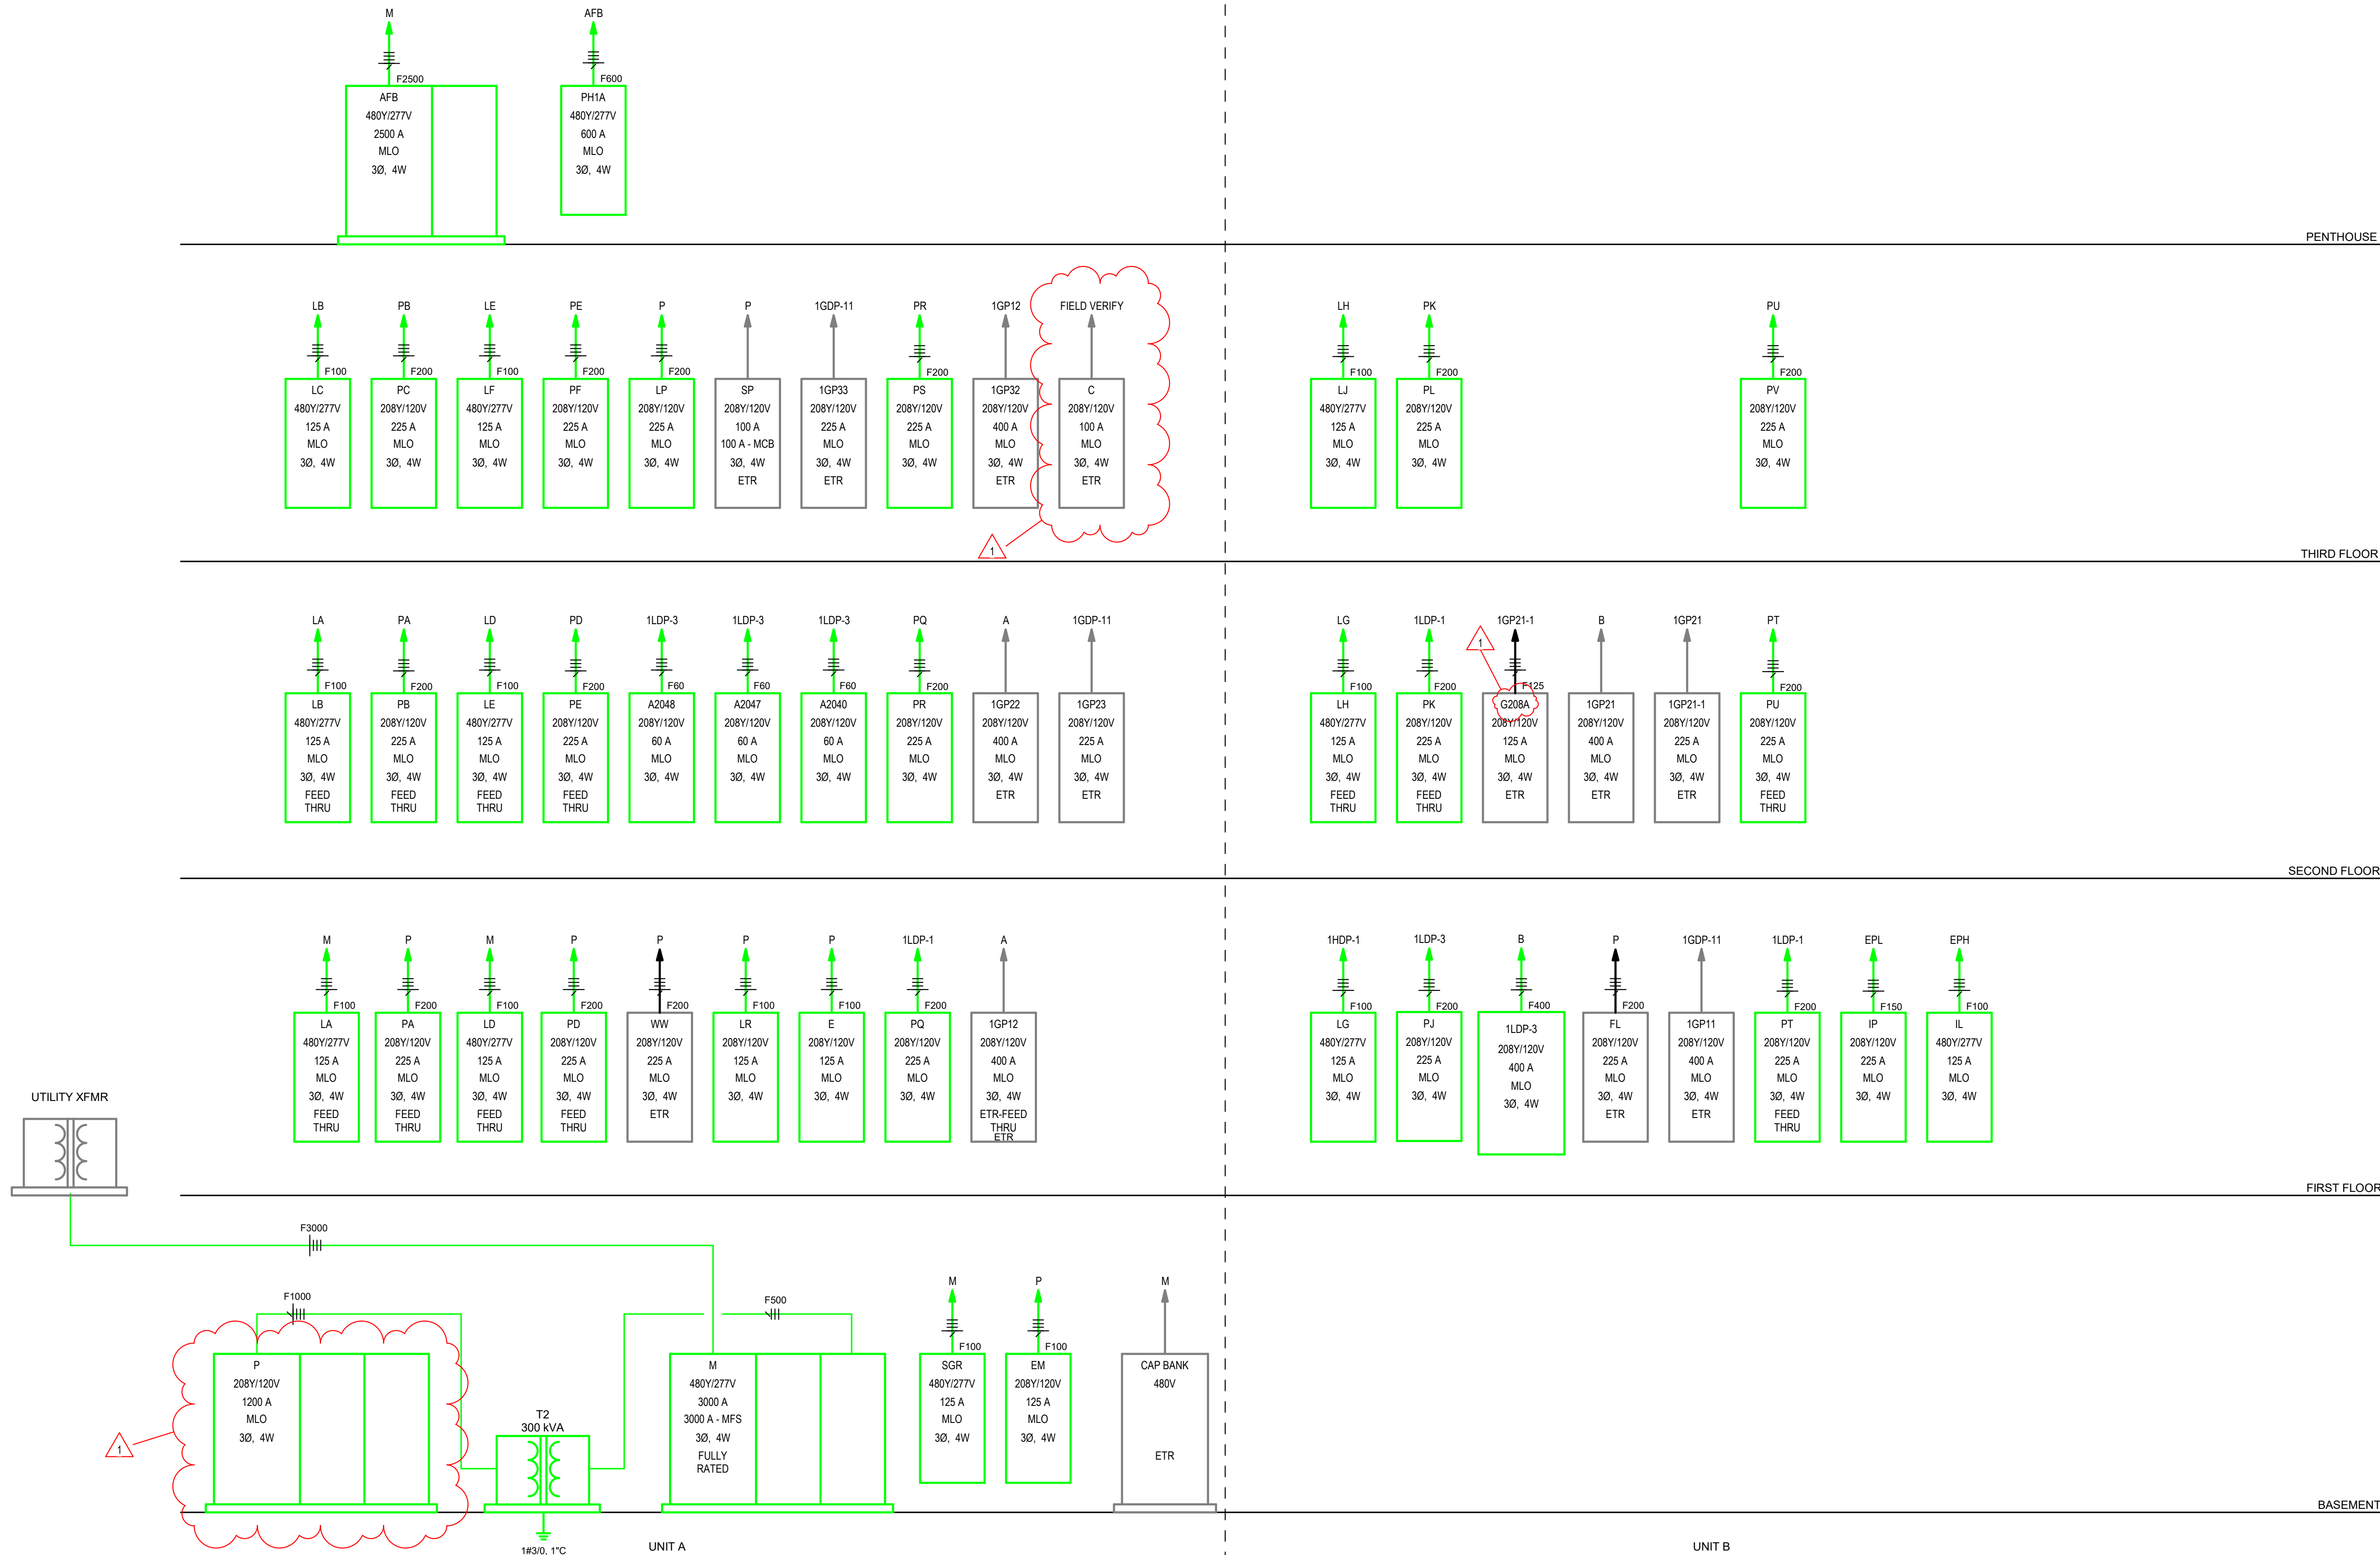 M
F2500
AFB
480Y/277V
2500 A
MLO
3Ø, 4W
AFB
F600
PH1A
480Y/277V
600 A
MLO
3Ø, 4W
PENTHOUSE
LB
F100
LC
480Y/277V
125 A
MLO
3Ø, 4W
PB
F200
PC
208Y/120V
225 A
MLO
3Ø, 4W
LE
F100
LF
480Y/277V
125 A
MLO
3Ø, 4W
PE
F200
PF
208Y/120V
225 A
MLO
3Ø, 4W
P
F200
LP
208Y/120V
225 A
MLO
3Ø, 4W
P
SP
208Y/120V
100 A
100 A - MCB
3Ø, 4W
ETR
1GDP-11
1GP33
208Y/120V
225 A
MLO
3Ø, 4W
ETR
PR
F200
PS
208Y/120V
225 A
MLO
3Ø, 4W
1GP12
1GP32
208Y/120V
400 A
MLO
3Ø, 4W
ETR
FIELD VERIFY
C
208Y/120V
100 A
MLO
3Ø, 4W
ETR
1
LH
F100
LJ
480Y/277V
125 A
MLO
3Ø, 4W
PK
F200
PL
208Y/120V
225 A
MLO
3Ø, 4W
PU
F200
PV
208Y/120V
225 A
MLO
3Ø, 4W
THIRD FLOOR
LA
F100
LB
480Y/277V
125 A
MLO
3Ø, 4W
FEED
THRU
PA
F200
PB
208Y/120V
225 A
MLO
3Ø, 4W
FEED
THRU
LD
F100
LE
480Y/277V
125 A
MLO
3Ø, 4W
FEED
THRU
PD
F200
PE
208Y/120V
225 A
MLO
3Ø, 4W
FEED
THRU
1LDP-3
F60
A2048
208Y/120V
60 A
MLO
3Ø, 4W
1LDP-3
F60
A2047
208Y/120V
60 A
MLO
3Ø, 4W
1LDP-3
F60
A2040
208Y/120V
60 A
MLO
3Ø, 4W
PQ
F200
PR
208Y/120V
225 A
MLO
3Ø, 4W
A
1GP22
208Y/120V
400 A
MLO
3Ø, 4W
ETR
1GDP-11
1GP23
208Y/120V
225 A
MLO
3Ø, 4W
ETR
LG
F100
LH
480Y/277V
125 A
MLO
3Ø, 4W
FEED
THRU
1LDP-1
F200
PK
208Y/120V
225 A
MLO
3Ø, 4W
FEED
THRU
1
1GP21-1
F125
G208A
208Y/120V
125 A
MLO
3Ø, 4W
ETR
B
1GP21
208Y/120V
400 A
MLO
3Ø, 4W
ETR
1GP21
1GP21-1
208Y/120V
225 A
MLO
3Ø, 4W
ETR
PT
F200
PU
208Y/120V
225 A
MLO
3Ø, 4W
FEED
THRU
SECOND FLOOR
M
F100
LA
480Y/277V
125 A
MLO
3Ø, 4W
FEED
THRU
P
F200
PA
208Y/120V
225 A
MLO
3Ø, 4W
FEED
THRU
M
F100
LD
480Y/277V
125 A
MLO
3Ø, 4W
FEED
THRU
P
F200
PD
208Y/120V
225 A
MLO
3Ø, 4W
FEED
THRU
P
F200
WW
208Y/120V
225 A
MLO
3Ø, 4W
ETR
P
F100
LR
208Y/120V
125 A
MLO
3Ø, 4W
P
F100
E
208Y/120V
125 A
MLO
3Ø, 4W
1LDP-1
F200
PQ
208Y/120V
225 A
MLO
3Ø, 4W
A
1GP12
208Y/120V
400 A
MLO
3Ø, 4W
ETR-FEED
THRU
ETR
1HDP-1
F100
LG
480Y/277V
125 A
MLO
3Ø, 4W
1LDP-3
F200
PJ
208Y/120V
225 A
MLO
3Ø, 4W
B
F400
1LDP-3
208Y/120V
400 A
MLO
3Ø, 4W
P
F200
FL
208Y/120V
225 A
MLO
3Ø, 4W
ETR
1GDP-11
1GP11
208Y/120V
400 A
MLO
3Ø, 4W
ETR
1LDP-1
F200
PT
208Y/120V
225 A
MLO
3Ø, 4W
FEED
THRU
EPL
F150
IP
208Y/120V
225 A
MLO
3Ø, 4W
EPH
F100
IL
480Y/277V
125 A
MLO
3Ø, 4W
UTILITY XFMR
FIRST FLOOR
F3000
F1000
P
208Y/120V
1200 A
MLO
3Ø, 4W
1
T2
300 kVA
1#3/0, 1"C
F500
M
480Y/277V
3000 A
3000 A - MFS
3Ø, 4W
FULLY
RATED
M
F100
SGR
480Y/277V
125 A
MLO
3Ø, 4W
P
F100
EM
208Y/120V
125 A
MLO
3Ø, 4W
M
CAP BANK
480V
ETR
BASEMENT
UNIT A
UNIT B